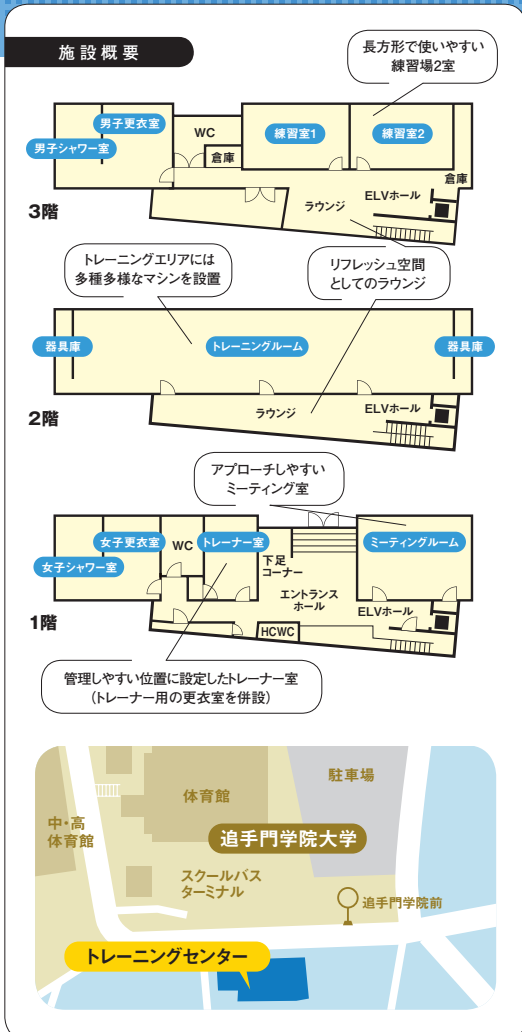 施設概要
長方形で使いやすい
練習場2室
男子更衣室
男子シャワー室
WC
倉庫
練習室1
練習室2
倉庫
ELVホール
ラウンジ
3階
トレーニングエリアには
多種多様なマシンを設置
リフレッシュ空間
としてのラウンジ
器具庫
トレーニングルーム
器具庫
ラウンジ
ELVホール
2階
アプローチしやすい
ミーティング室
女子更衣室
女子シャワー室
WC
トレーナー室
下足
コーナー
ミーティングルーム
エントランス
ホール
ELVホール
HCWC
1階
管理しやすい位置に設定したトレーナー室
(トレーナー用の更衣室を併設)
駐車場
体育館
中・高
体育館
追手門学院大学
スクールバス
ターミナル
追手門学院前
トレーニングセンター